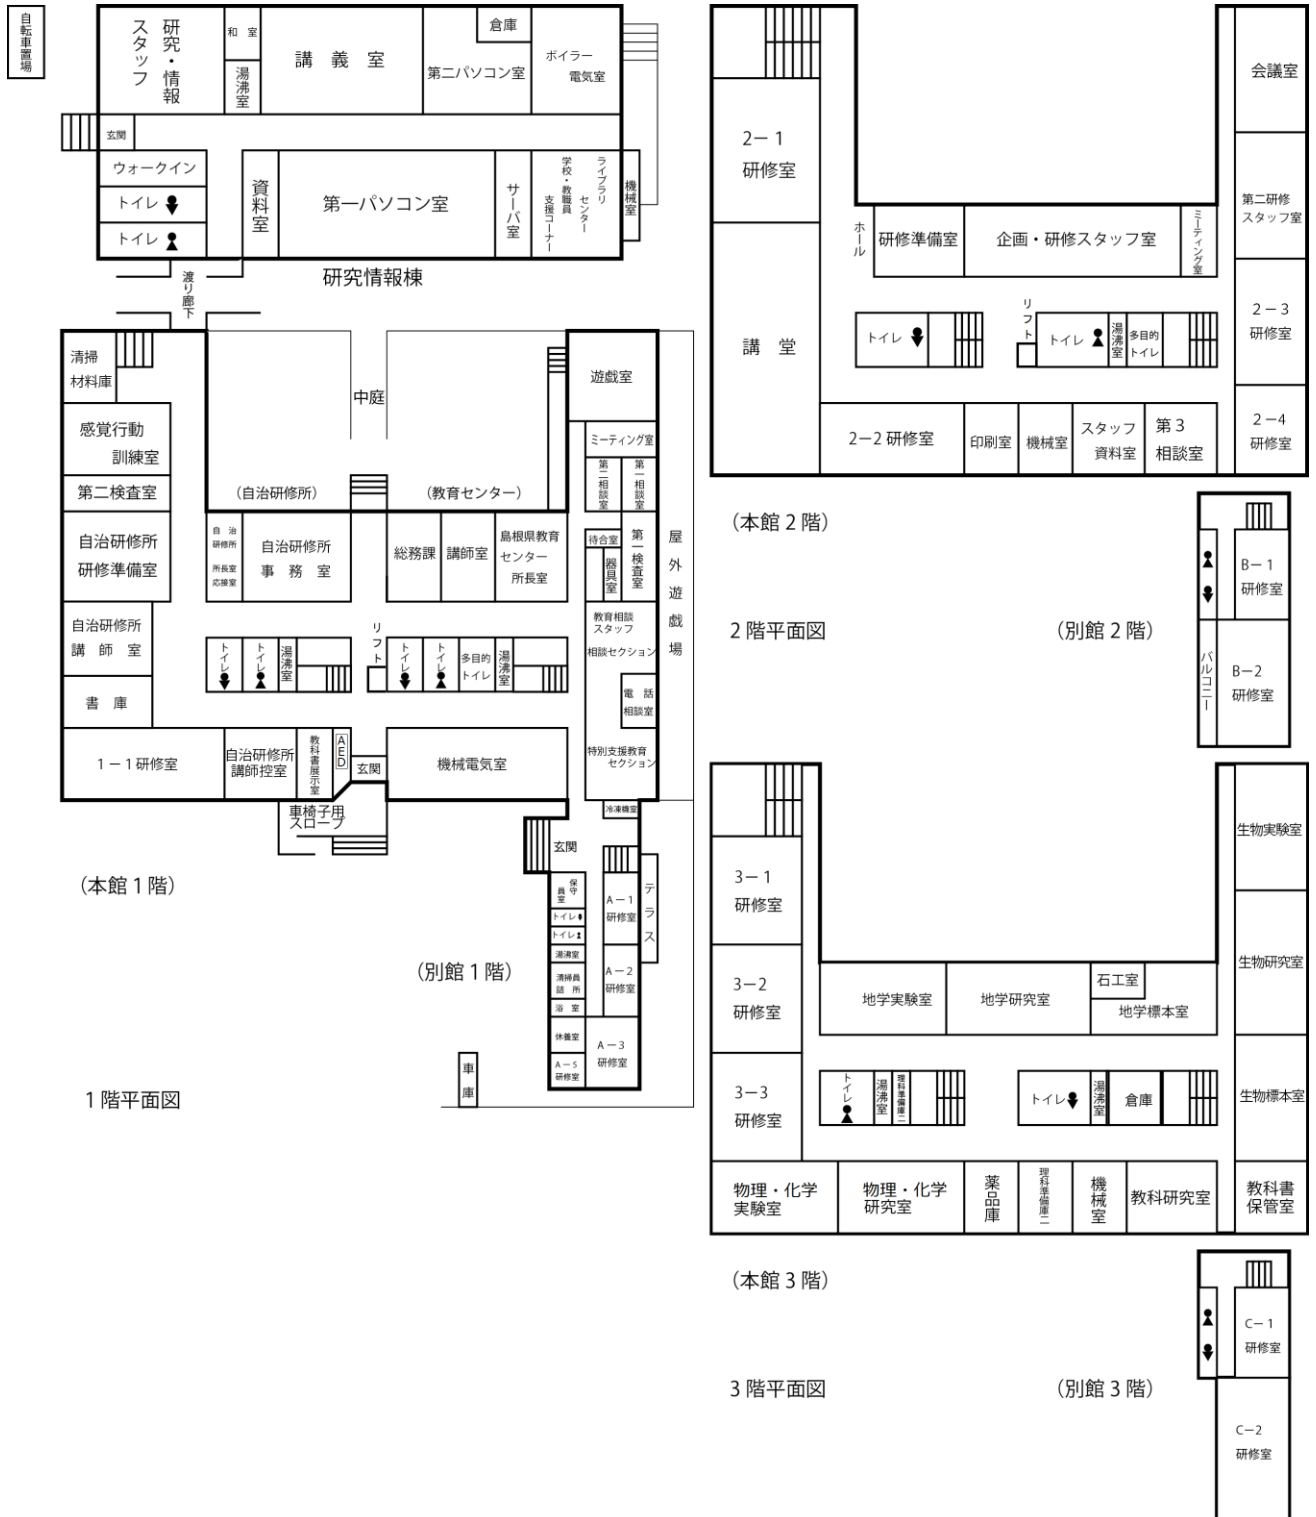 自転車置場
研究・情報
スタッフ
和　室
湯沸室
講　義　室
第二パソコン室
倉庫
ボイラー
電気室
玄関
ウォークイン
トイレ
トイレ
資料室
第一パソコン室
サーバ室
ライブラリ
センター
学校・教職員
支援コーナー
機械室
渡り廊下
研究情報棟
清掃
材料庫
感覚行動
訓練室
第二検査室
自治研修所
研修準備室
自治研修所
講　師　室
書　庫
1－1 研修室
中庭
（自治研修所）
（教育センター）
自　治
研修所
所長室
応接室
自治研修所
事　務　室
総務課
講師室
島根県教育
センター
所長室
トイレ
トイレ
湯沸室
リフト
トイレ
トイレ
多目的
トイレ
湯沸室
自治研修所
講師控室
教科書展示室
AED
玄関
機械電気室
車椅子用
スロープ
遊戯室
ミーティング室
第二相談室
第一相談室
待合室
器具室
第一検査室
教育相談
スタッフ
相談セクション
電　話
相談室
特別支援教育
セクション
屋外遊戯場
冷凍機室
玄関
保守員室
トイレ
トイレ
湯沸室
清掃員
詰　所
浴　室
休養室
A－5
研修室
A－1
研修室
A－2
研修室
A－3
研修室
テラス
車庫
（本館 1 階）
（別館 1 階）
1 階平面図
2－1
研修室
講　堂
ホール
研修準備室
企画・研修スタッフ室
ミーティング室
会議室
第二研修
スタッフ室
2－3
研修室
2－4
研修室
トイレ
リフト
トイレ
湯沸室
多目的
トイレ
2－2 研修室
印刷室
機械室
スタッフ
資料室
第 3
相談室
（本館 2 階）
2 階平面図
（別館 2 階）
B－1
研修室
バルコニー
B－2
研修室
3－1
研修室
3－2
研修室
3－3
研修室
地学実験室
地学研究室
石工室
地学標本室
生物実験室
生物研究室
生物標本室
トイレ
湯沸室
理科準備庫二
トイレ
湯沸室
倉庫
物理・化学
実験室
物理・化学
研究室
薬品庫
理科準備庫二
機械室
教科研究室
教科書
保管室
（本館 3 階）
3 階平面図
（別館 3 階）
C－1
研修室
C－2
研修室